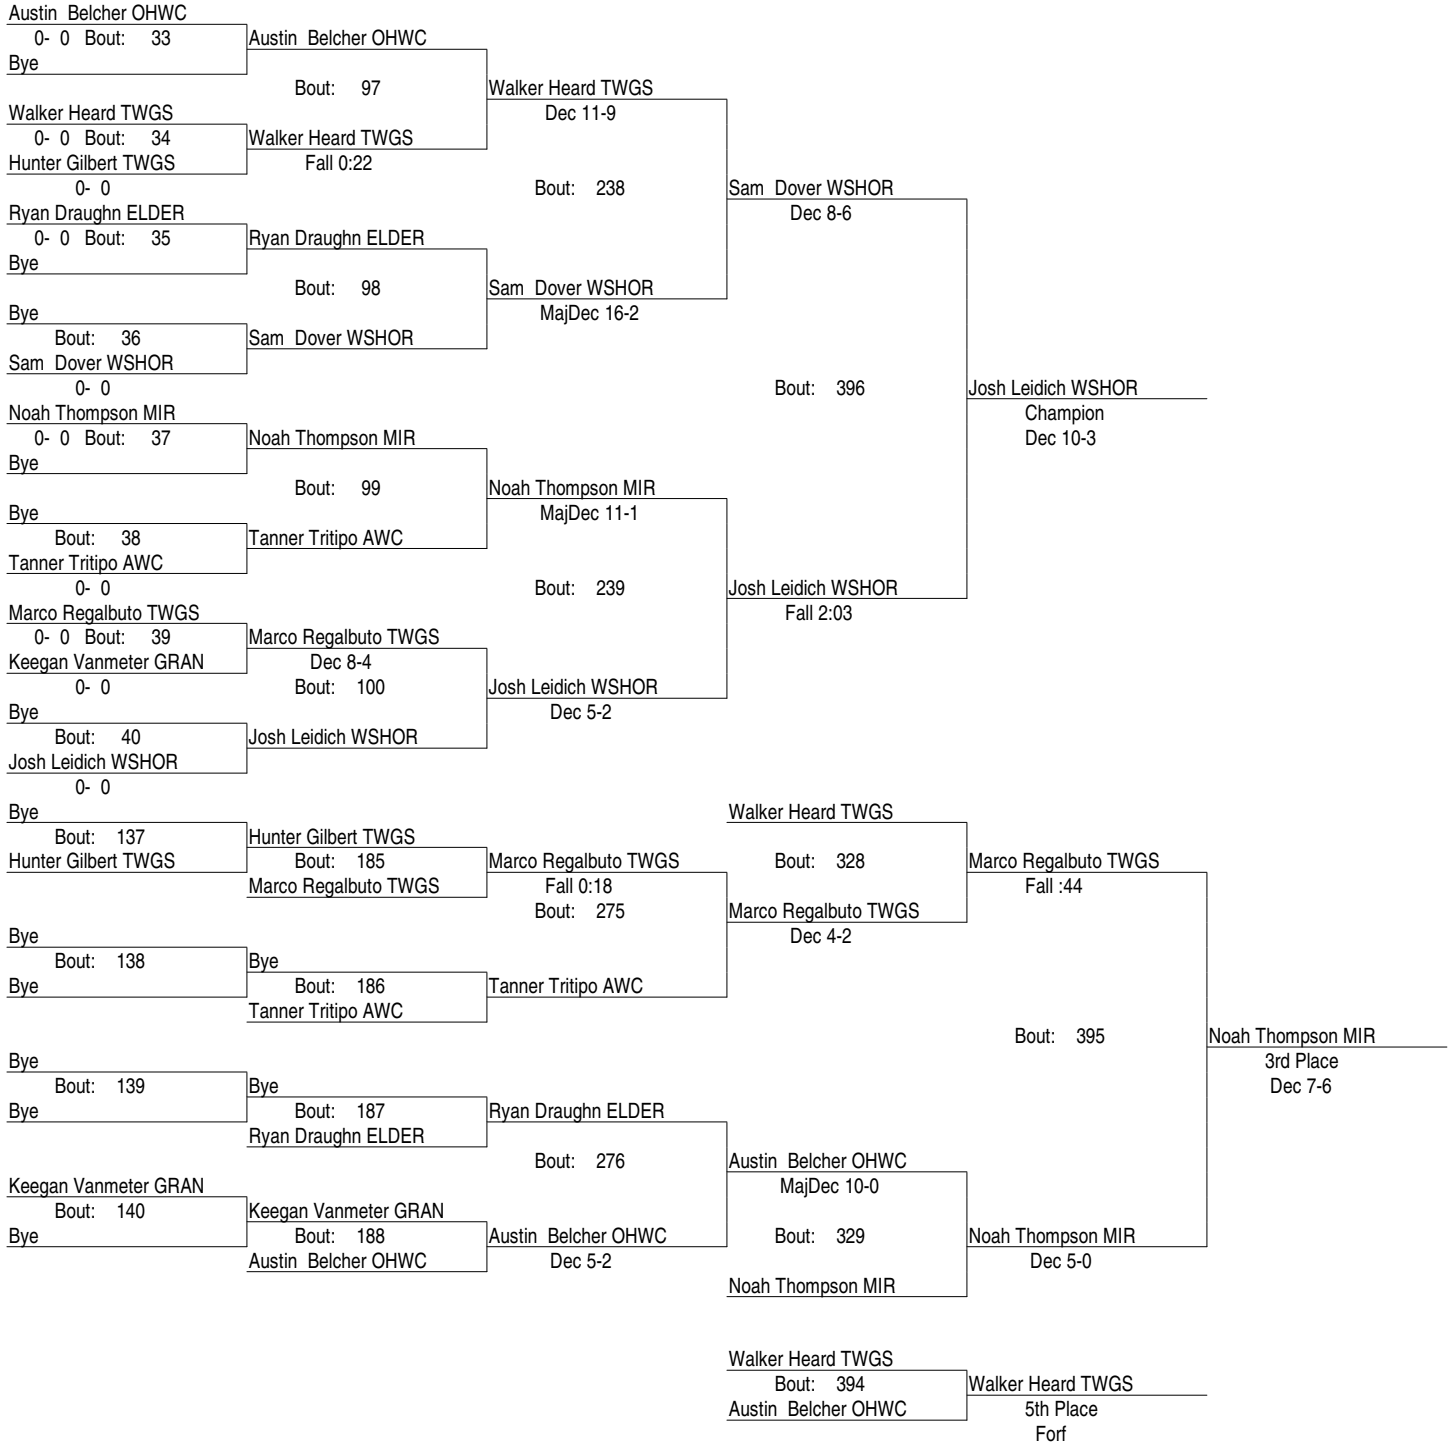 Austin Belcher OHWC
0- 0 Bout: 33 Austin Belcher OHWC
Bye
Bout: 97 Walker Heard TWGS
Walker Heard TWGS Dec 11-9
0- 0 Bout: 34 Walker Heard TWGS
Hunter Gilbert TWGS Fall 0:22
0- 0 Bout: 238 Sam Dover WSHOR
Ryan Draughn ELDER Dec 8-6
0- 0 Bout: 35 Ryan Draughn ELDER
Bye
Bout: 98 Sam Dover WSHOR
Bye MajDec 16-2
Bout: 36 Sam Dover WSHOR
Sam Dover WSHOR
0- 0 Bout: 396 Josh Leidich WSHOR
Noah Thompson MIR Champion
0- 0 Bout: 37 Noah Thompson MIR Dec 10-3
Bye
Bout: 99 Noah Thompson MIR
Bye MajDec 11-1
Bout: 38 Tanner Tritipo AWC
Tanner Tritipo AWC
0- 0 Bout: 239 Josh Leidich WSHOR
Marco Regalbuto TWGS Fall 2:03
0- 0 Bout: 39 Marco Regalbuto TWGS
Keegan Vanmeter GRAN Dec 8-4
0- 0 Bout: 100 Josh Leidich WSHOR
Bye Dec 5-2
Bout: 40 Josh Leidich WSHOR
Josh Leidich WSHOR
0- 0
Bye Walker Heard TWGS
Bout: 137 Hunter Gilbert TWGS
Hunter Gilbert TWGS Bout: 185 Marco Regalbuto TWGS Bout: 328 Marco Regalbuto TWGS
Marco Regalbuto TWGS Fall 0:18 Fall :44
Bout: 275 Marco Regalbuto TWGS
Bye Dec 4-2
Bout: 138 Bye
Bye Bout: 186 Tanner Tritipo AWC
Tanner Tritipo AWC
Bout: 395 Noah Thompson MIR
Bye 3rd Place
Bout: 139 Bye Dec 7-6
Bye Bout: 187 Ryan Draughn ELDER
Ryan Draughn ELDER
Bout: 276 Austin Belcher OHWC
Keegan Vanmeter GRAN MajDec 10-0
Bout: 140 Keegan Vanmeter GRAN
Bye Bout: 188 Austin Belcher OHWC Bout: 329 Noah Thompson MIR
Austin Belcher OHWC Dec 5-2 Dec 5-0
Noah Thompson MIR
Walker Heard TWGS
Bout: 394 Walker Heard TWGS
Austin Belcher OHWC 5th Place
Forf